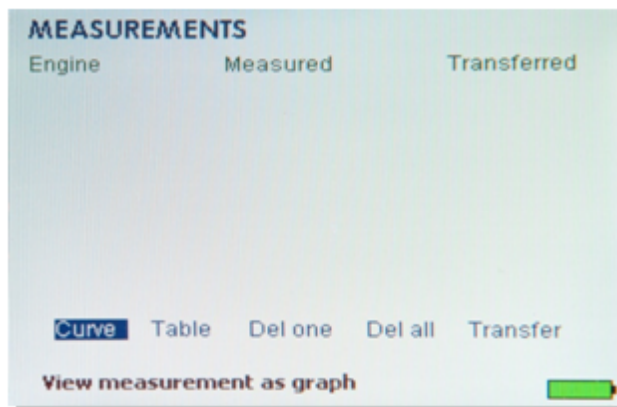 MEASUREMENTS
Engine Measured Transferred
Curve Table Del one Del all Transfer
View measurement as graph